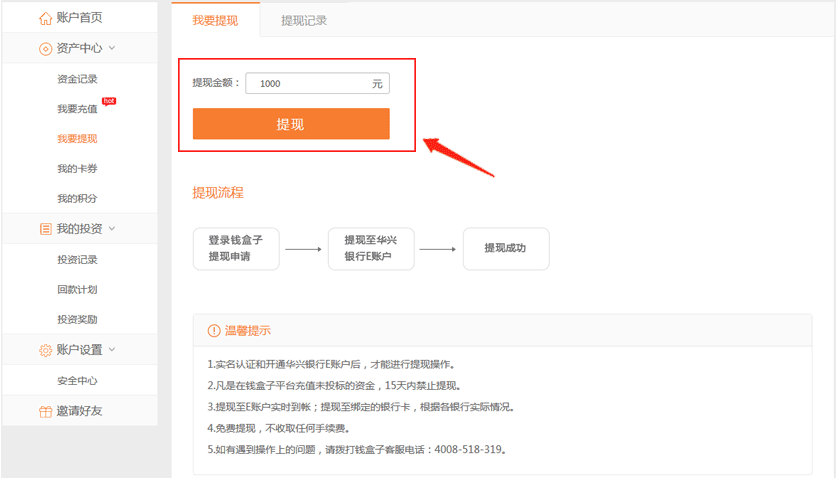 账户首页
资产中心
资金记录
我要充值 hot
我要提现
我的卡券
我的积分
我的投资
投资记录
回款计划
投资奖励
账户设置
安全中心
邀请好友
我要提现 提现记录
提现金额： 1000 元
提现
提现流程
登录钱盒子
提现申请
提现至华兴
银行E账户
提现成功
温馨提示
1.实名认证和开通华兴银行E账户后，才能进行提现操作。
2.凡是在钱盒子平台充值未投标的资金，15天内禁止提现。
3.提现至E账户实时到帐；提现至绑定的银行卡，根据各银行实际情况。
4.免费提现，不收取任何手续费。
5.如有遇到操作上的问题，请拨打钱盒子客服电话：4008-518-319。